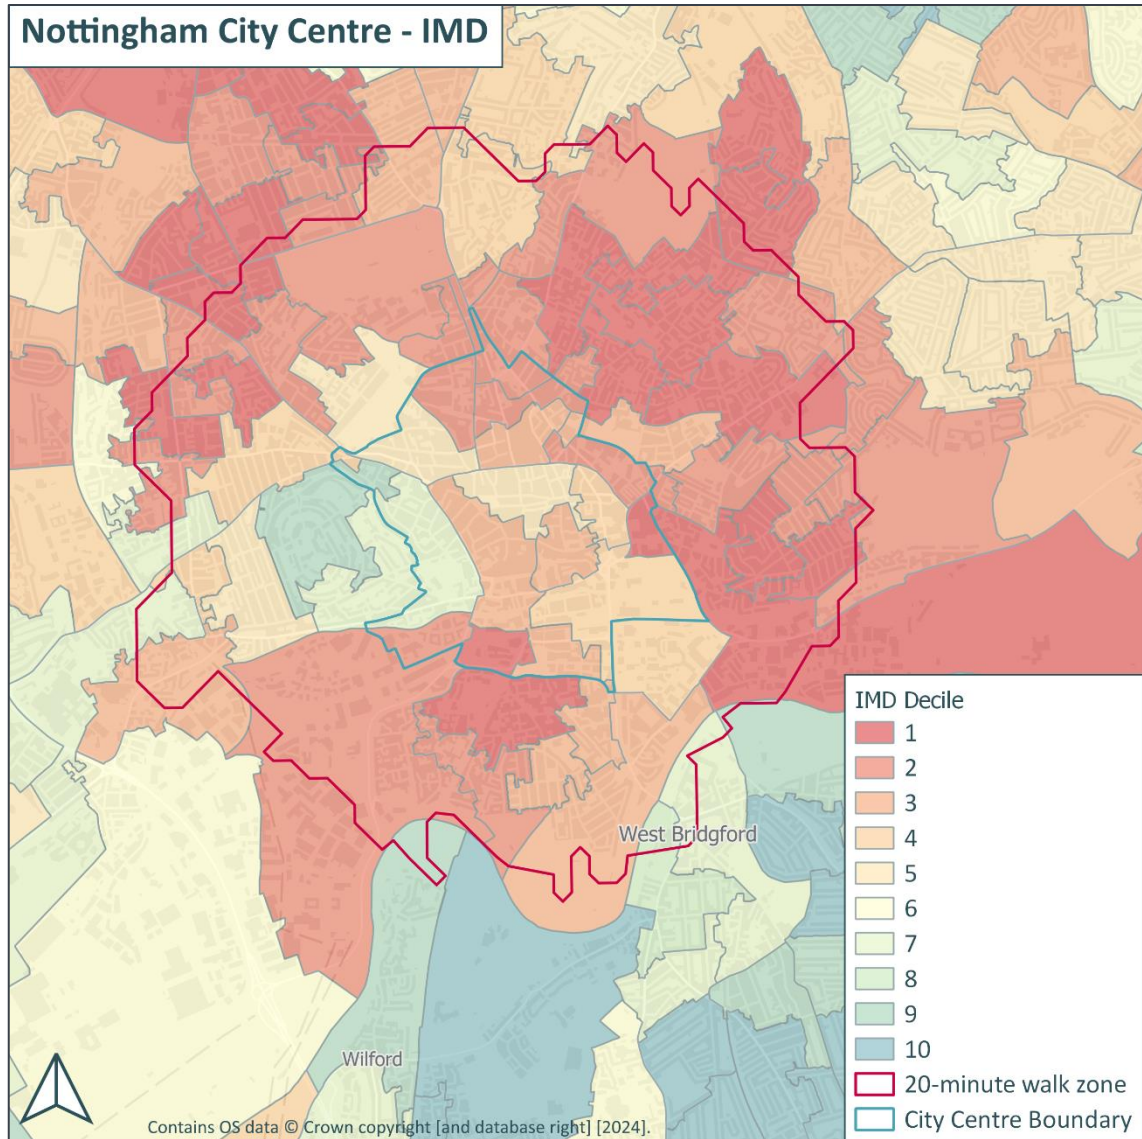 Nottingham City Centre - IMD
West Bridgford
Wilford
IMD Decile
1
2
3
4
5
6
7
8
9
10
20-minute walk zone
City Centre Boundary
Contains OS data © Crown copyright [and database right] [2024].